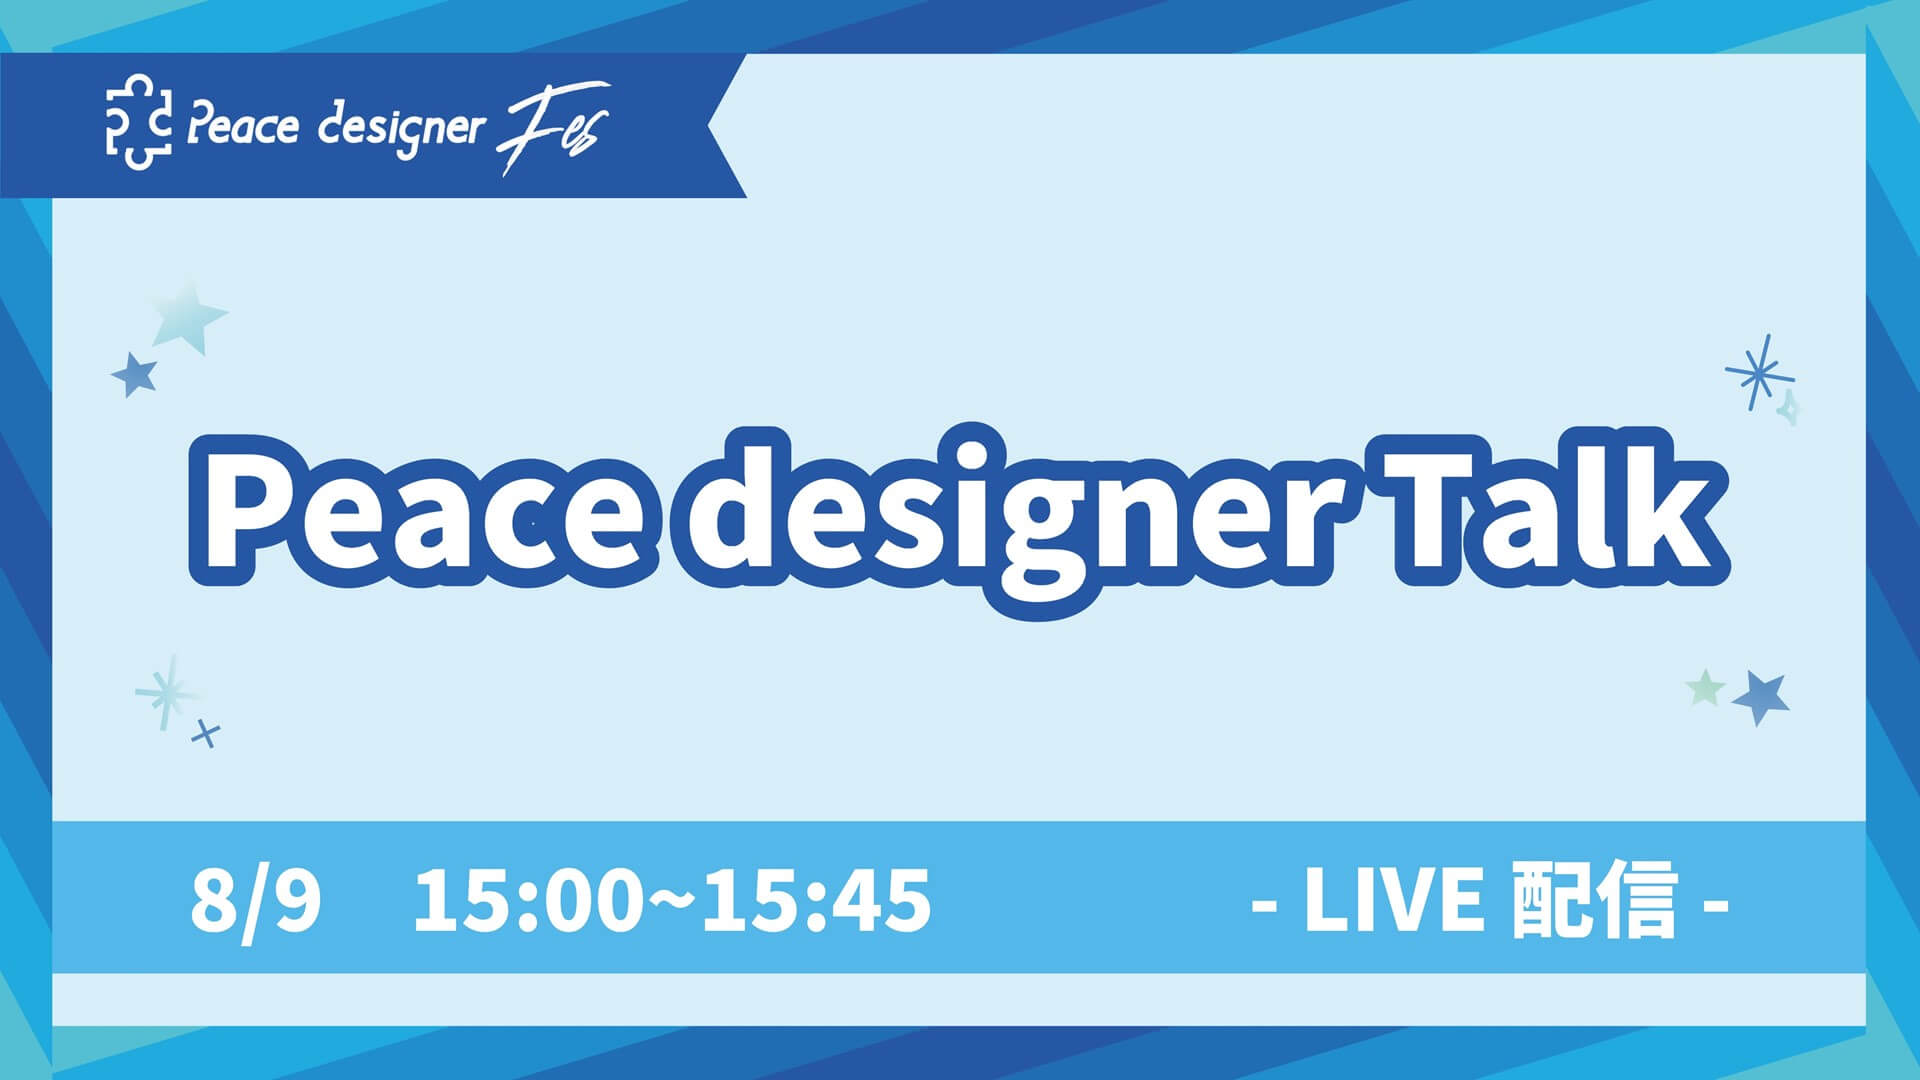 Peace designer Fes
Peace designer Talk
8/9 15:00~15:45 - LIVE 配信 -